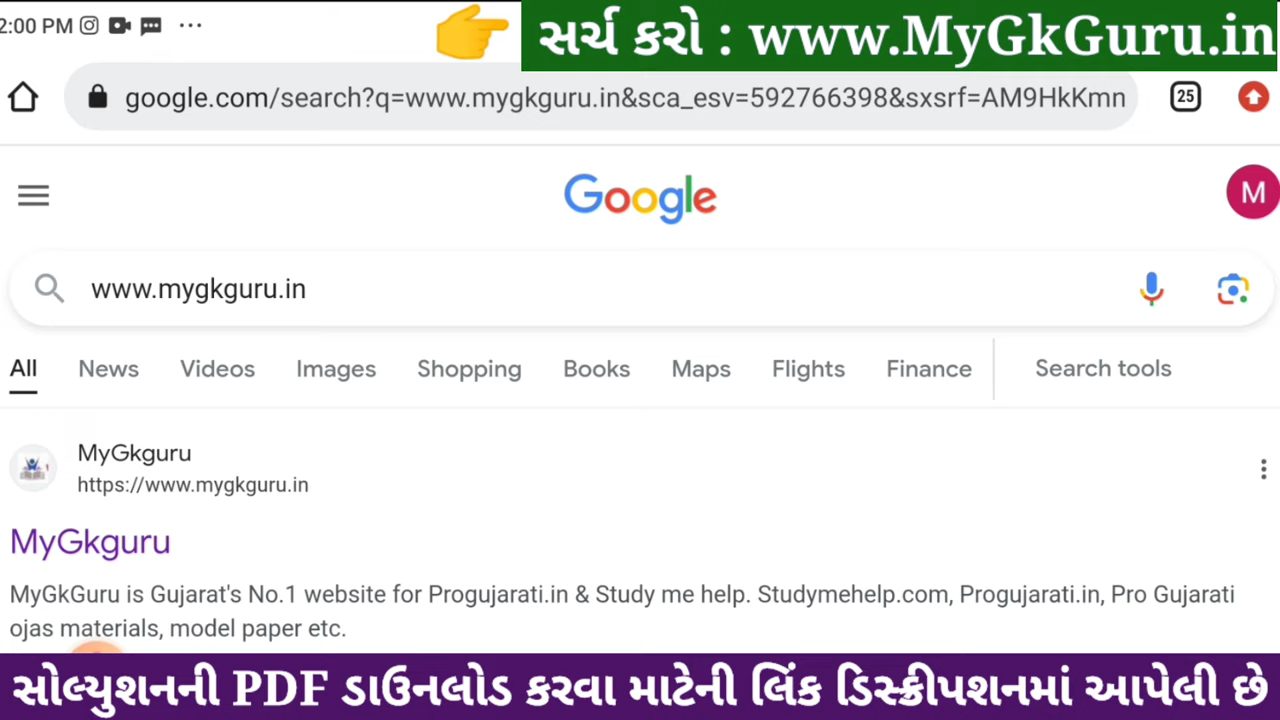 2:00 PM
👉 સર્ચ કરો : www.MyGkGuru.in
google.com/search?q=www.mygkguru.in&sca_esv=592766398&sxsrf=AM9HkKmn
25
Google
M
www.mygkguru.in
All News Videos Images Shopping Books Maps Flights Finance Search tools
MyGkguru
https://www.mygkguru.in
MyGkguru
MyGkGuru is Gujarat's No.1 website for Progujarati.in & Study me help. Studymehelp.com, Progujarati.in, Pro Gujarati
ojas materials, model paper etc.
સોલ્યુશનની PDF ડાઉનલોડ કરવા માટેની લિંક ડિસ્ક્રીપશનમાં આપેલી છે